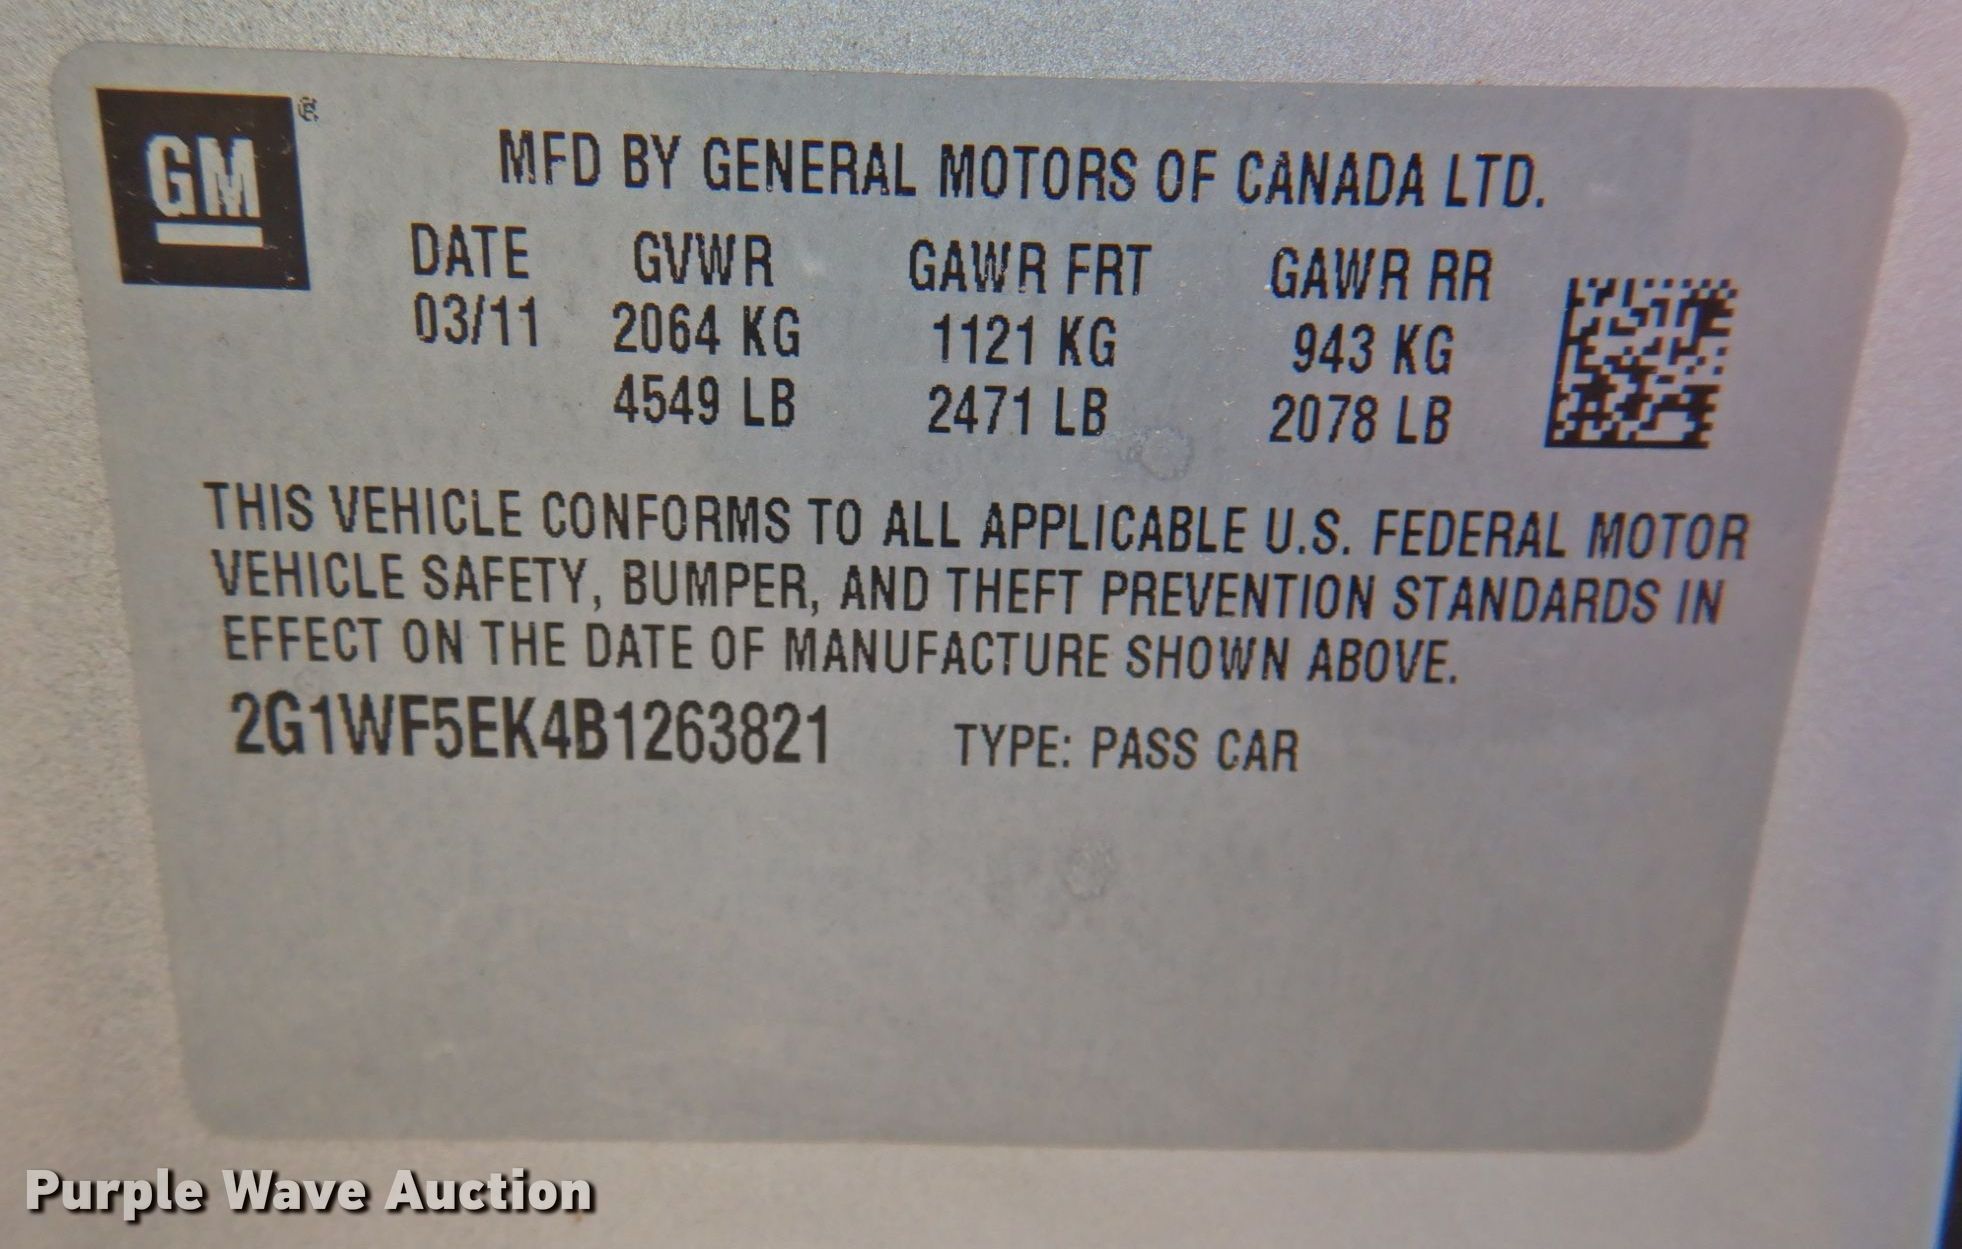 GM ®
MFD BY GENERAL MOTORS OF CANADA LTD.
DATE GVWR GAWR FRT GAWR RR
03/11 2064 KG 1121 KG 943 KG
4549 LB 2471 LB 2078 LB
THIS VEHICLE CONFORMS TO ALL APPLICABLE U.S. FEDERAL MOTOR
VEHICLE SAFETY, BUMPER, AND THEFT PREVENTION STANDARDS IN
EFFECT ON THE DATE OF MANUFACTURE SHOWN ABOVE.
2G1WF5EK4B1263821 TYPE: PASS CAR
Purple Wave Auction